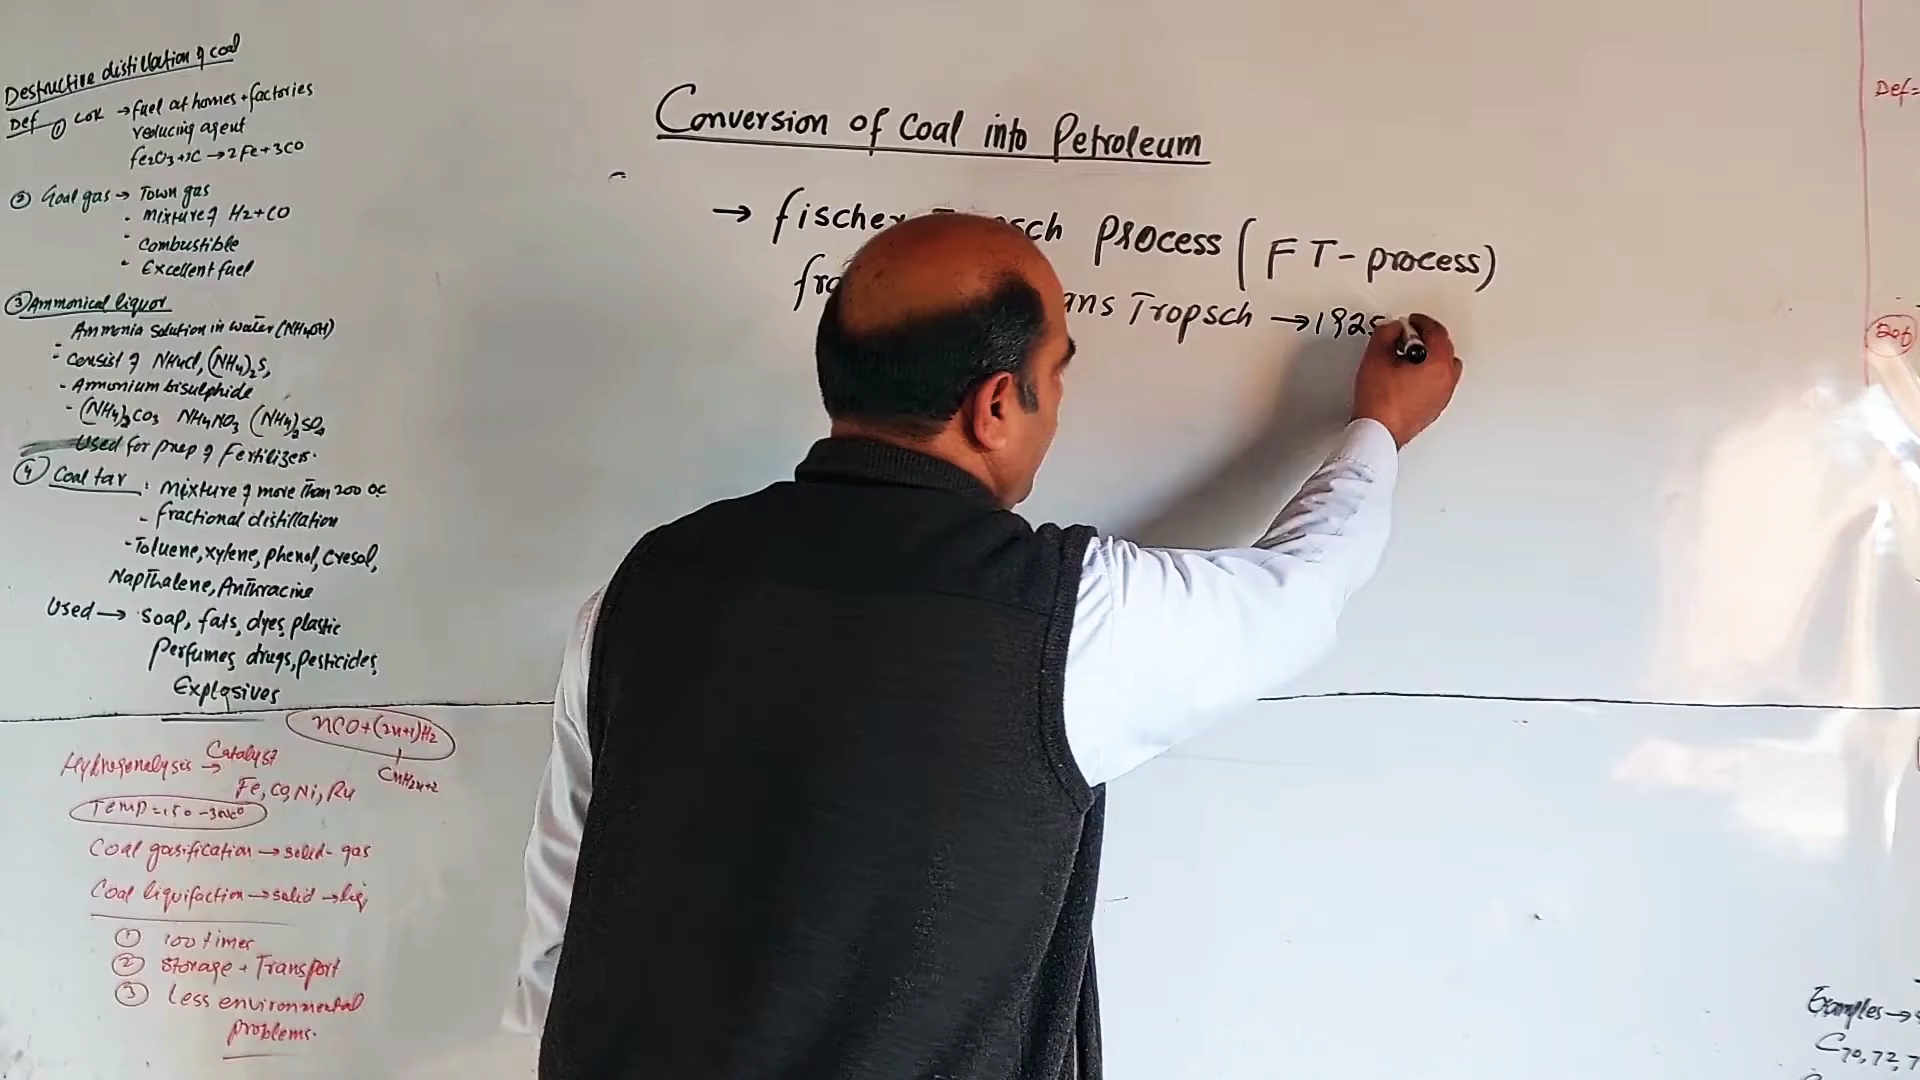 Destructive distillation of coal
Def ① Cok → fuel at homes + factories
reducing agent
Fe2O3+3C → 2Fe+3CO
② Coal gas → Town gas
· Mixture of H2+CO
· Combustible
· Excellent fuel
③ Ammonical liquor
- Ammonia solution in water (NH4OH)
- Consist of NH4Cl, (NH4)2S,
- Ammonium bisulphide
- (NH4)2CO3 NH4NO3 (NH4)2SO4
Used for prep of Fertilizers.
④ Coal tar : Mixture of more than 200 OC
- fractional distillation
- Toluene, xylene, phenol, cresol,
Napthalene, Anthracine
Used → soap, fats, dyes, plastic
Perfumes, drugs, pesticides,
Explosives
nCO+(2n+1)H2
CnH2n+2
Hydrogenalysis → Catalyst
Fe, Co, Ni, Ru
Temp = 150 -
Coal gasification → solid - gas
Coal liquifaction → solid → liq
① 100 times
② Storage + Transport
③ Less environmental
problems.
Conversion of Coal into Petroleum
→ fischer sch process (FT-process)
ans Tropsch → 192
Def =
Examples →
C70, 72, 7